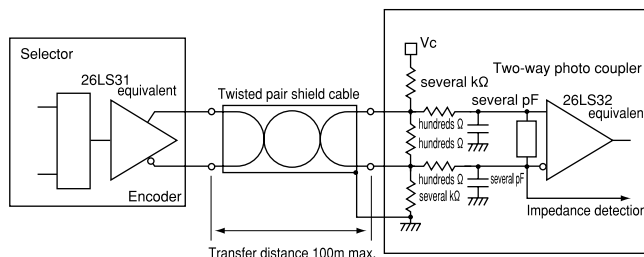 Selector
26LS31
equivalent
Encoder
Twisted pair shield cable
Transfer distance 100m max.
Vc
several kΩ
Two-way photo coupler
several pF
26LS32
equivalen
hundreds Ω
hundreds Ω
hundreds Ω
several pF
several kΩ
Impedance detection